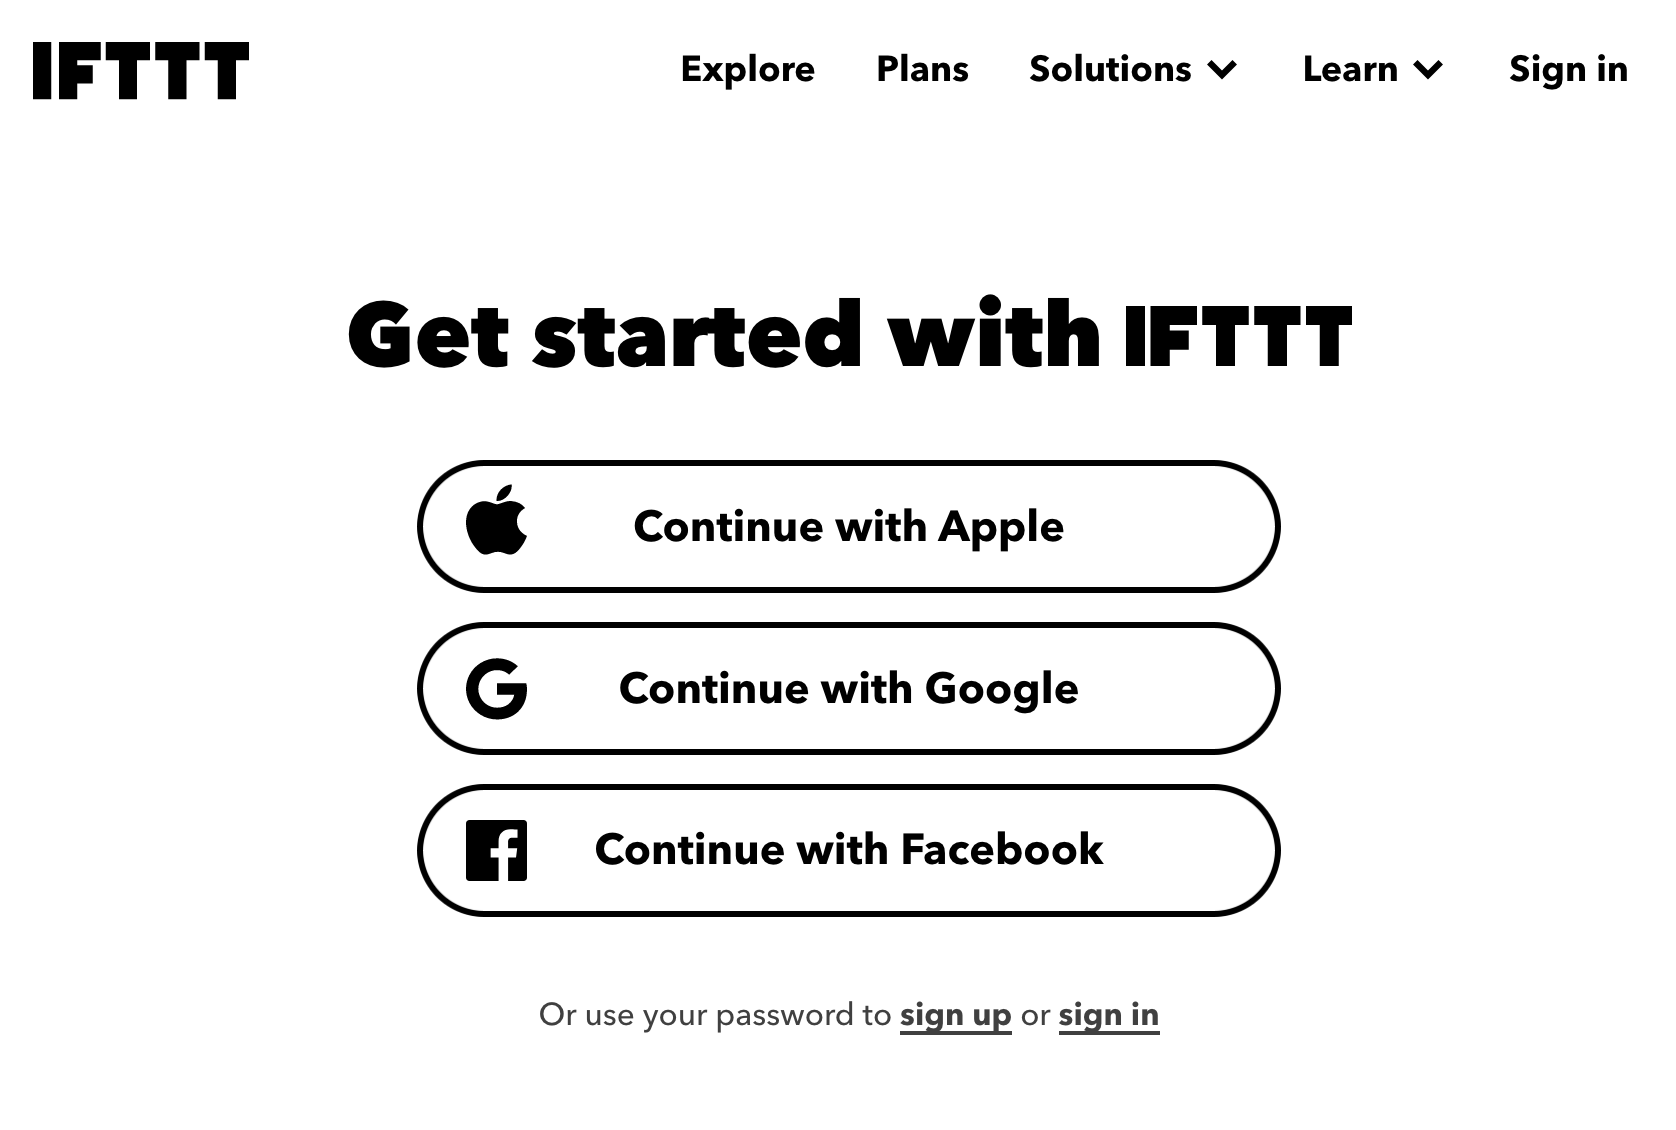 IFTTT
Explore Plans Solutions Learn Sign in
Get started with IFTTT
Continue with Apple
Continue with Google
Continue with Facebook
Or use your password to sign up or sign in